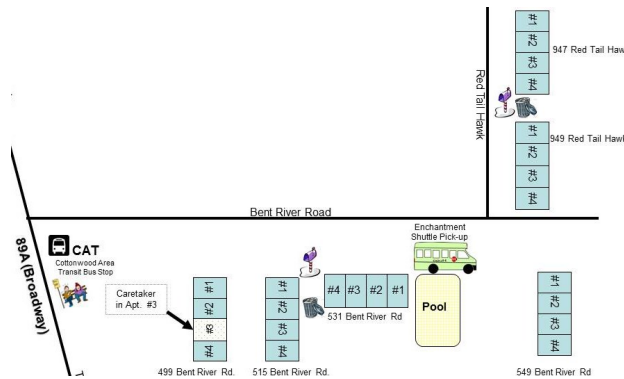 #1
#2
#3
#4
947 Red Tail Haw
#1
#2
#3
#4
949 Red Tail Hawk
Red Tail Hawk
Bent River Road
89A (Broadway)
CAT
Cottonwood Area
Transit Bus Stop
Caretaker
in Apt. #3
#1
#2
#3
#4
499 Bent River Rd.
#1
#2
#3
#4
515 Bent River Rd.
#4 #3 #2 #1
531 Bent River Rd
Enchantment
Shuttle Pick-up
Pool
#1
#2
#3
#4
549 Bent River Rd